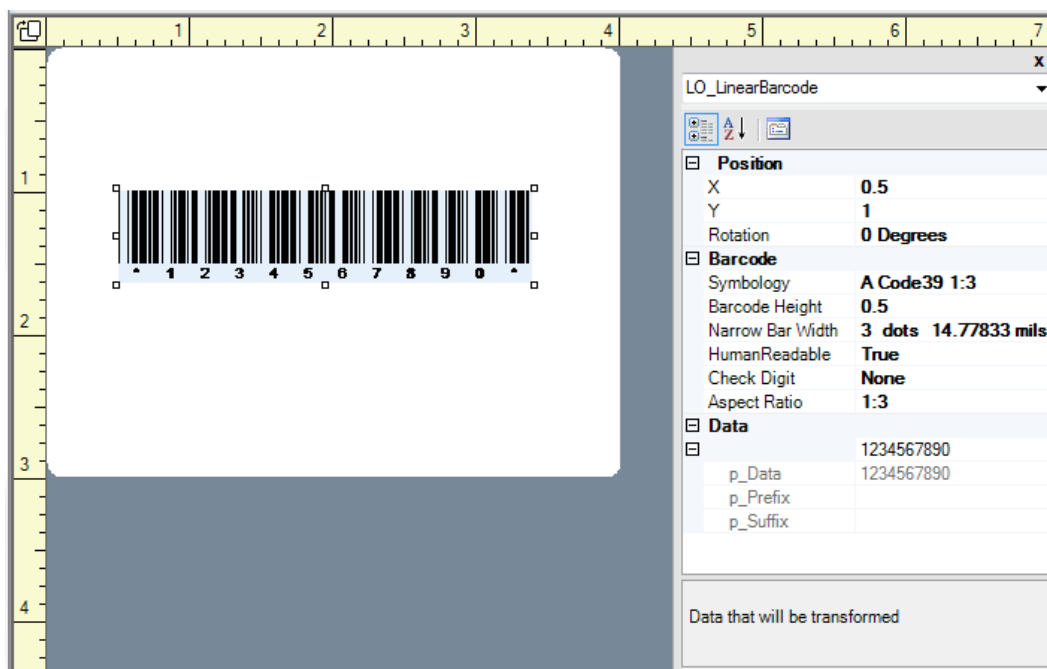 1 2 3 4 5 6 7
x
LO_LinearBarcode
A
Z
Position
X 0.5
Y 1
Rotation 0 Degrees
Barcode
Symbology A Code39 1:3
Barcode Height 0.5
Narrow Bar Width 3 dots 14.77833 mils
HumanReadable True
Check Digit None
Aspect Ratio 1:3
Data
1234567890
p_Data 1234567890
p_Prefix
p_Suffix
Data that will be transformed
1
2
3
4
* 1 2 3 4 5 6 7 8 9 0 *